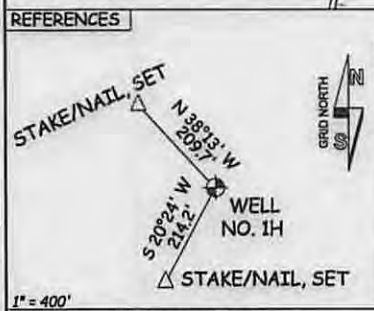 REFERENCES
STAKE/NAIL, SET
N 38°13' W
209.7'
GRID NORTH
N
S
S 20°24' W
214.2'
WELL
NO. 1H
STAKE/NAIL, SET
1" = 400'